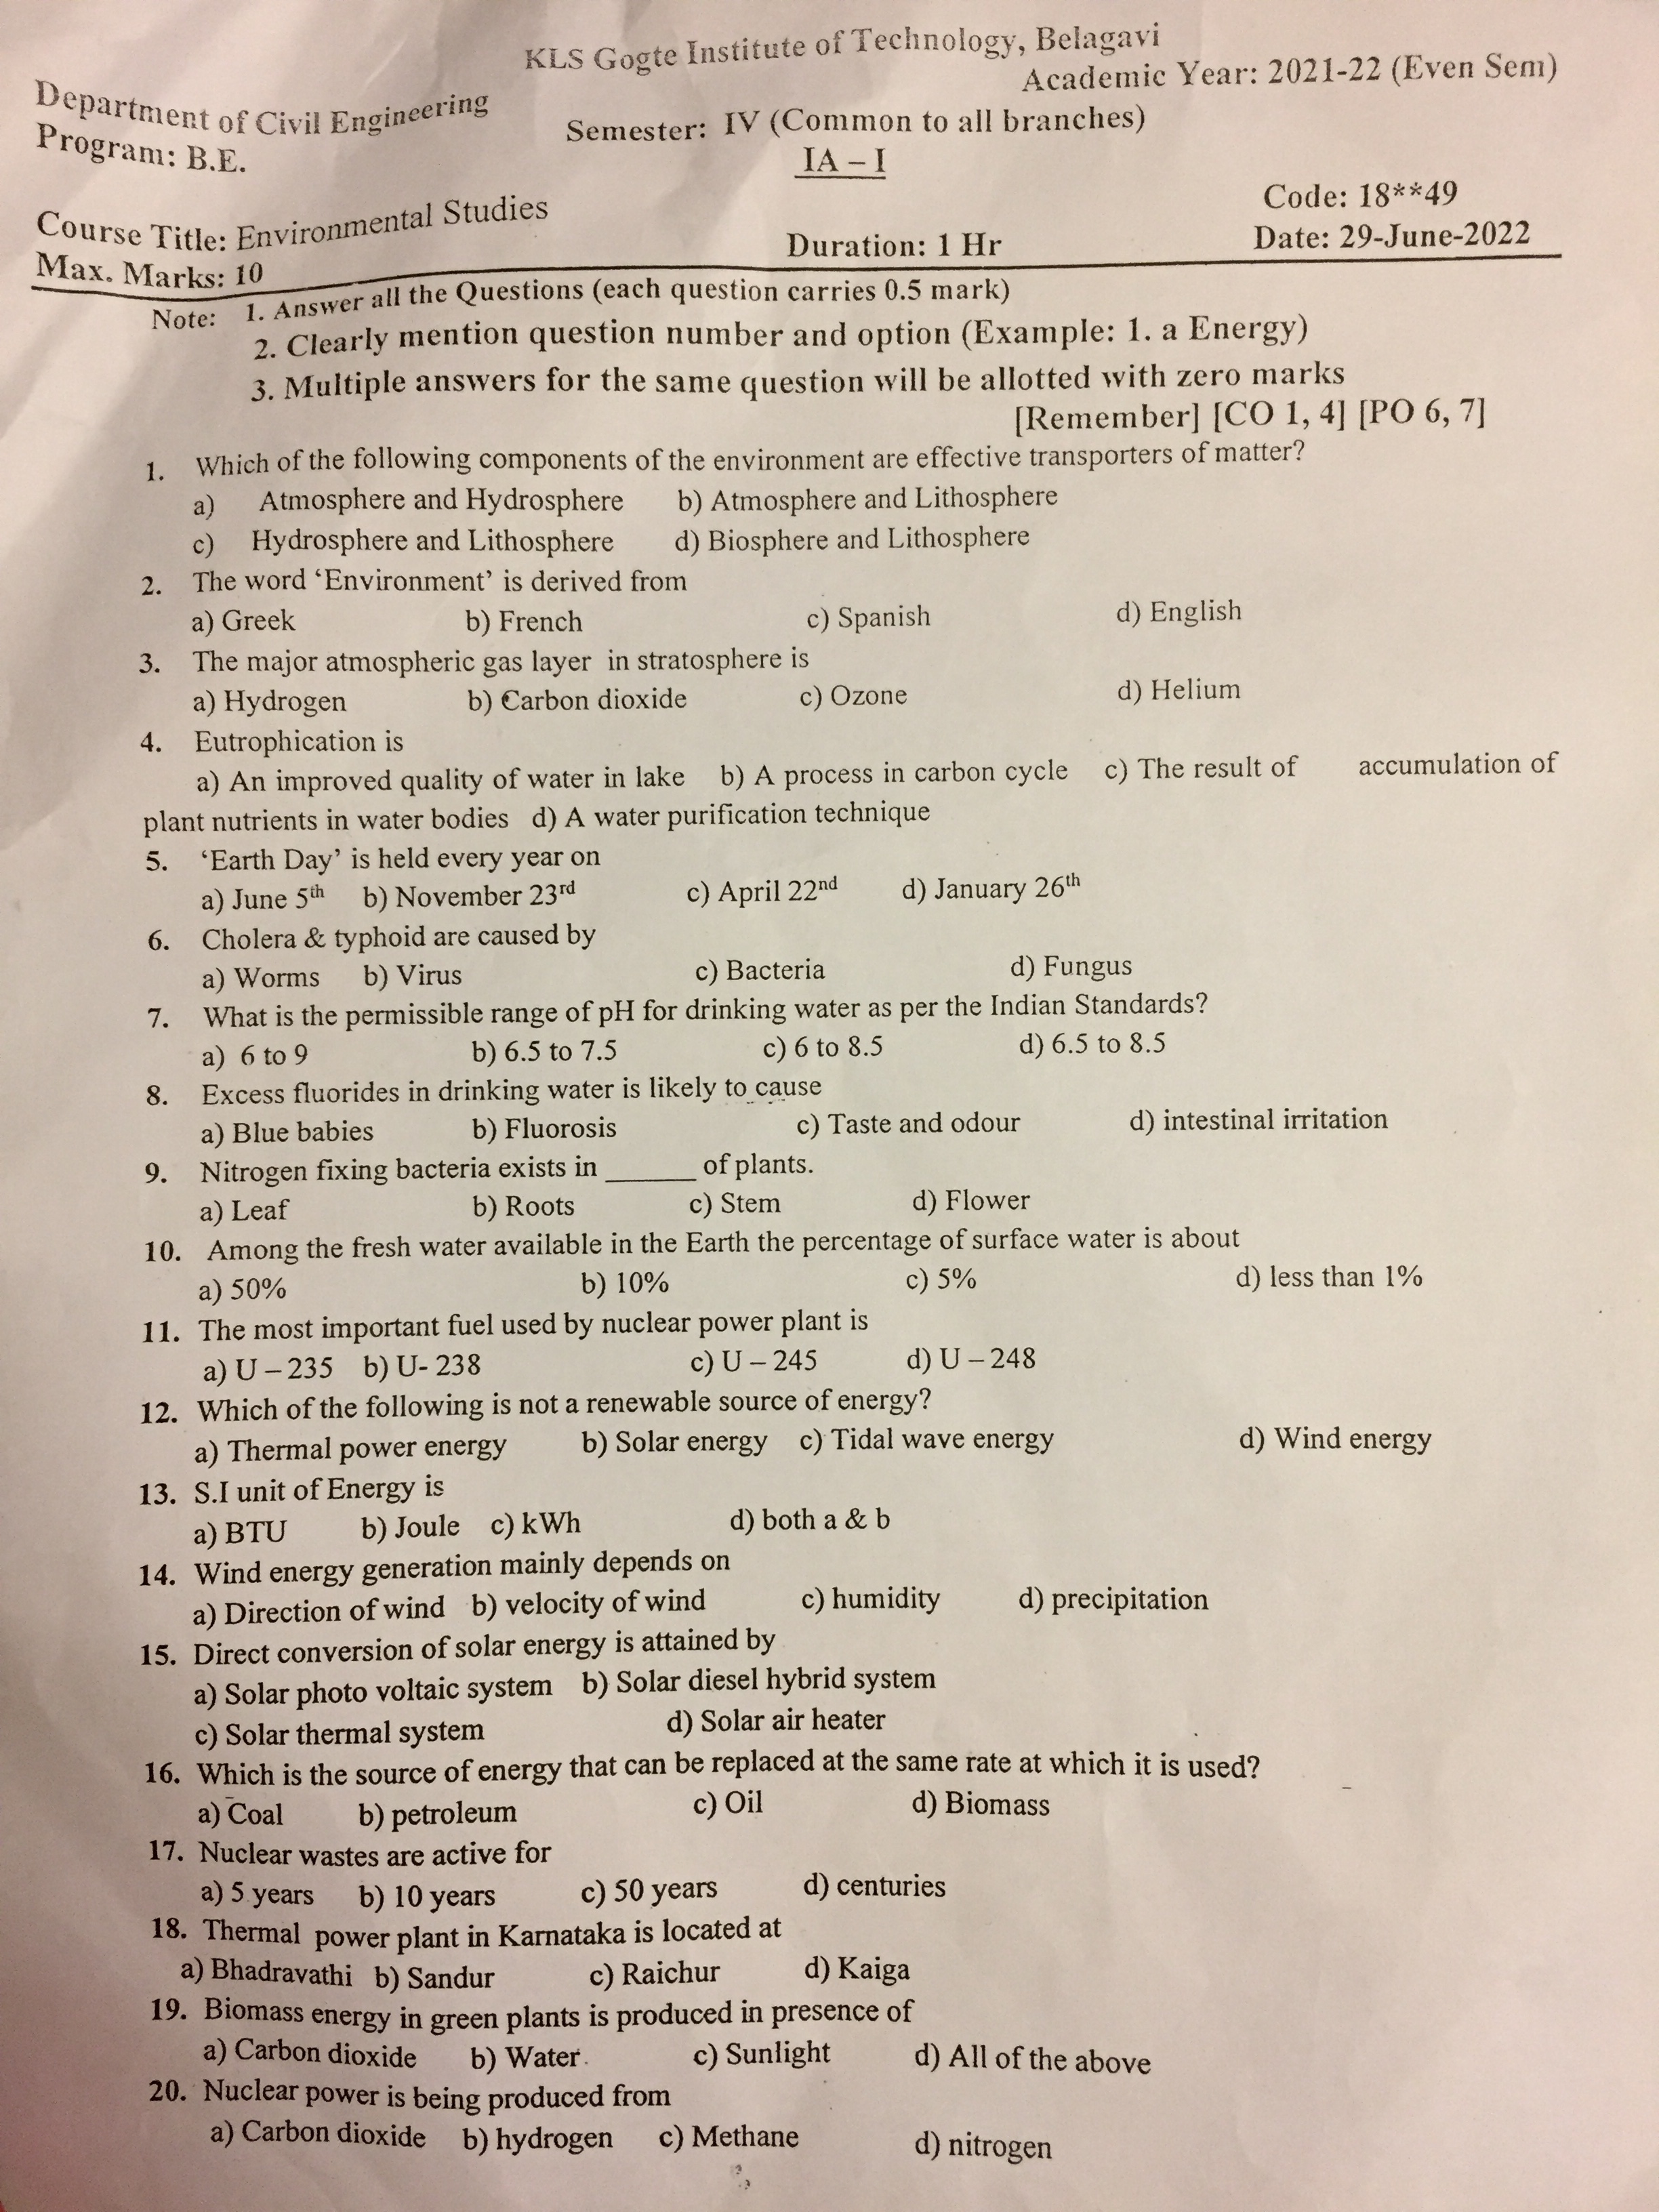 KLS Gogte Institute of Technology, Belagavi
Academic Year: 2021-22 (Even Sem)
Department of Civil Engineering
Program: B.E.
Semester: IV (Common to all branches)
IA – I
Course Title: Environmental Studies
Code: 18**49
Max. Marks: 10
Duration: 1 Hr
Date: 29-June-2022
Note: 1. Answer all the Questions (each question carries 0.5 mark)
2. Clearly mention question number and option (Example: 1. a Energy)
3. Multiple answers for the same question will be allotted with zero marks
[Remember] [CO 1, 4] [PO 6, 7]
1. Which of the following components of the environment are effective transporters of matter?
a) Atmosphere and Hydrosphere b) Atmosphere and Lithosphere
c) Hydrosphere and Lithosphere d) Biosphere and Lithosphere
2. The word ‘Environment’ is derived from
a) Greek b) French c) Spanish d) English
3. The major atmospheric gas layer in stratosphere is
a) Hydrogen b) Carbon dioxide c) Ozone d) Helium
4. Eutrophication is
a) An improved quality of water in lake b) A process in carbon cycle c) The result of accumulation of
plant nutrients in water bodies d) A water purification technique
5. ‘Earth Day’ is held every year on
a) June 5th b) November 23rd c) April 22nd d) January 26th
6. Cholera & typhoid are caused by
a) Worms b) Virus c) Bacteria d) Fungus
7. What is the permissible range of pH for drinking water as per the Indian Standards?
a) 6 to 9 b) 6.5 to 7.5 c) 6 to 8.5 d) 6.5 to 8.5
8. Excess fluorides in drinking water is likely to cause
a) Blue babies b) Fluorosis c) Taste and odour d) intestinal irritation
9. Nitrogen fixing bacteria exists in ______ of plants.
a) Leaf b) Roots c) Stem d) Flower
10. Among the fresh water available in the Earth the percentage of surface water is about
a) 50% b) 10% c) 5% d) less than 1%
11. The most important fuel used by nuclear power plant is
a) U – 235 b) U- 238 c) U – 245 d) U – 248
12. Which of the following is not a renewable source of energy?
a) Thermal power energy b) Solar energy c) Tidal wave energy d) Wind energy
13. S.I unit of Energy is
a) BTU b) Joule c) kWh d) both a & b
14. Wind energy generation mainly depends on
a) Direction of wind b) velocity of wind c) humidity d) precipitation
15. Direct conversion of solar energy is attained by
a) Solar photo voltaic system b) Solar diesel hybrid system
c) Solar thermal system d) Solar air heater
16. Which is the source of energy that can be replaced at the same rate at which it is used?
a) Coal b) petroleum c) Oil d) Biomass
17. Nuclear wastes are active for
a) 5 years b) 10 years c) 50 years d) centuries
18. Thermal power plant in Karnataka is located at
a) Bhadravathi b) Sandur c) Raichur d) Kaiga
19. Biomass energy in green plants is produced in presence of
a) Carbon dioxide b) Water c) Sunlight d) All of the above
20. Nuclear power is being produced from
a) Carbon dioxide b) hydrogen c) Methane d) nitrogen